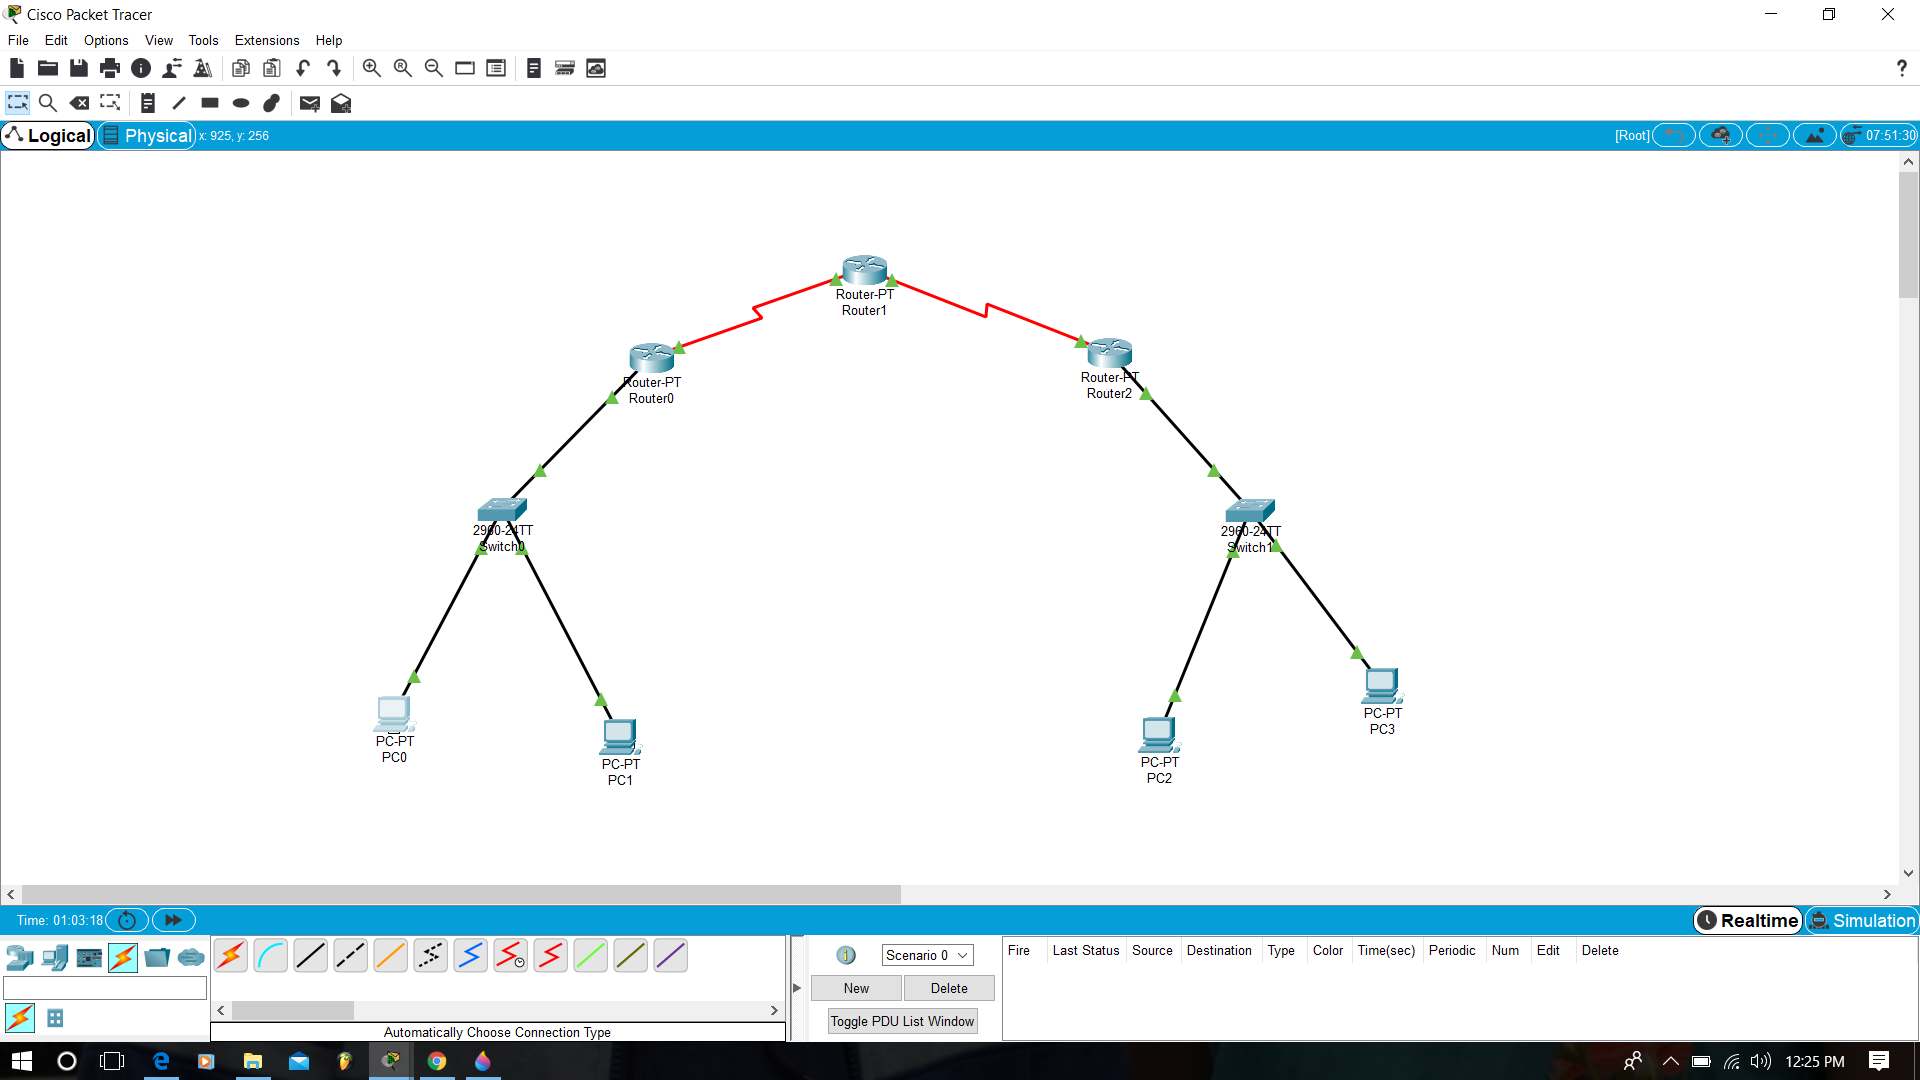 Cisco Packet Tracer
File Edit Options View Tools Extensions Help
?
Logical Physical x: 925, y: 256 [Root] 07:51:30
Router-PT
Router1
Router-PT
Router0
Router-PT
Router2
2960-24TT
Switch0
2960-24TT
Switch1
PC-PT
PC0
PC-PT
PC1
PC-PT
PC2
PC-PT
PC3
Time: 01:03:18 Realtime Simulation
Scenario 0
New Delete
Toggle PDU List Window
Fire Last Status Source Destination Type Color Time(sec) Periodic Num Edit Delete
Automatically Choose Connection Type
12:25 PM